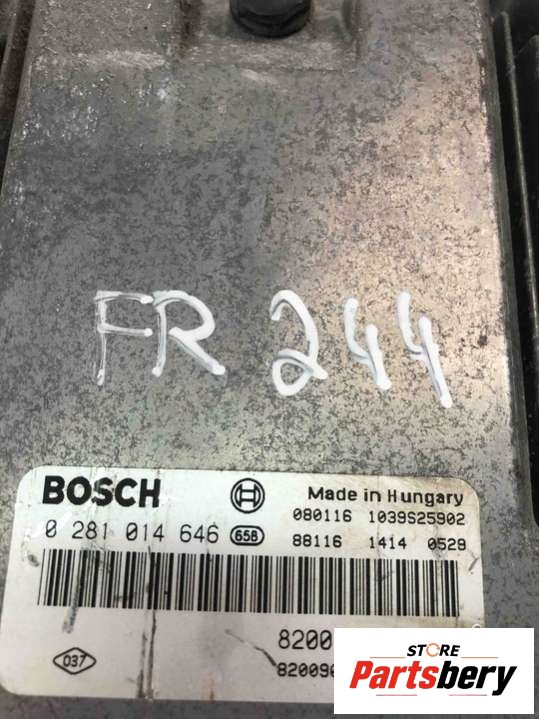 FR 244
BOSCH
Made in Hungary
080116 1039S25902
0 281 014 646 658
88116 1414 0529
8200
037
STORE
Partsbery